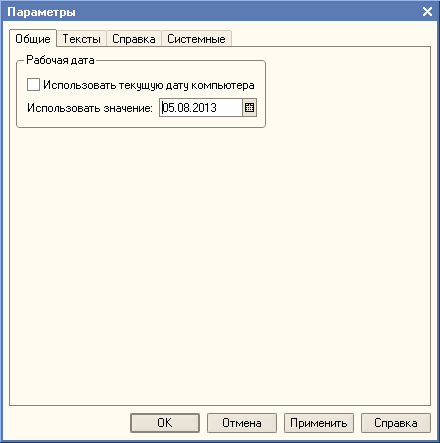 Параметры
Общие Тексты Справка Системные
Рабочая дата
Использовать текущую дату компьютера
Использовать значение: 05.08.2013
OK Отмена Применить Справка